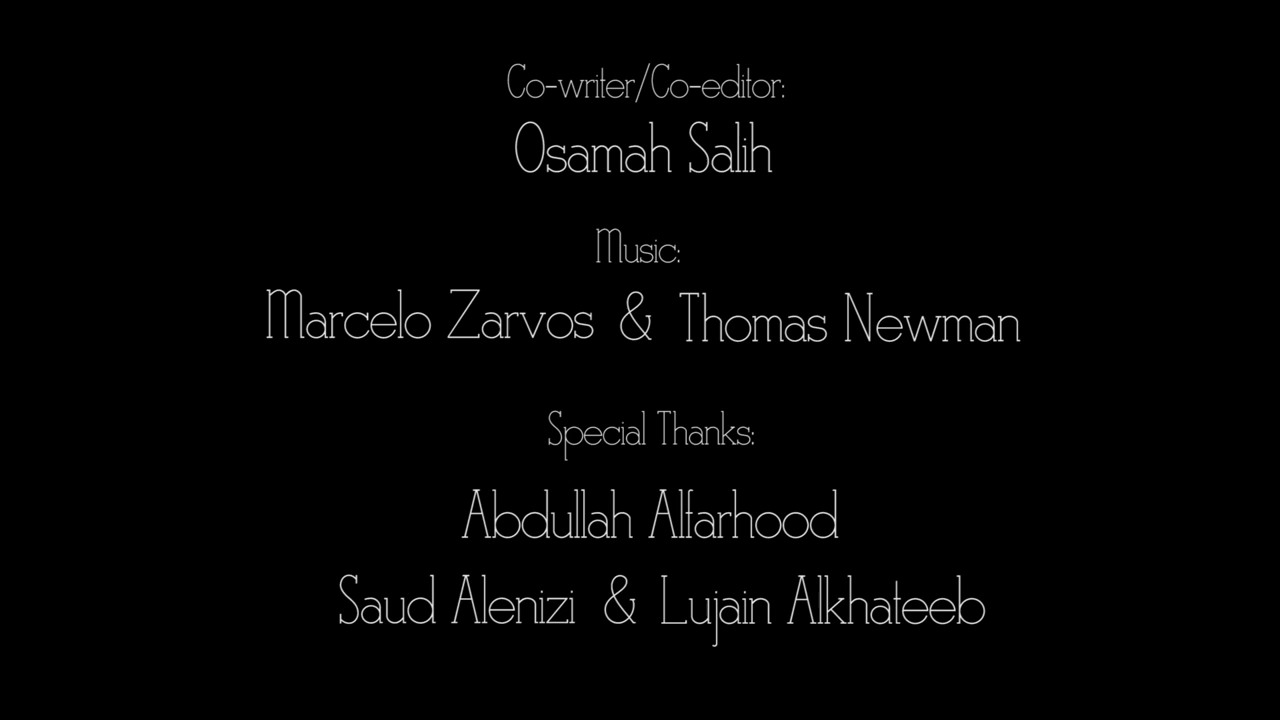 Co-writer/Co-editor:
Osamah Salih
Music:
Marcelo Zarvos & Thomas Newman
Special Thanks:
Abdullah Alfarhood
Saud Alenizi & Lujain Alkhateeb